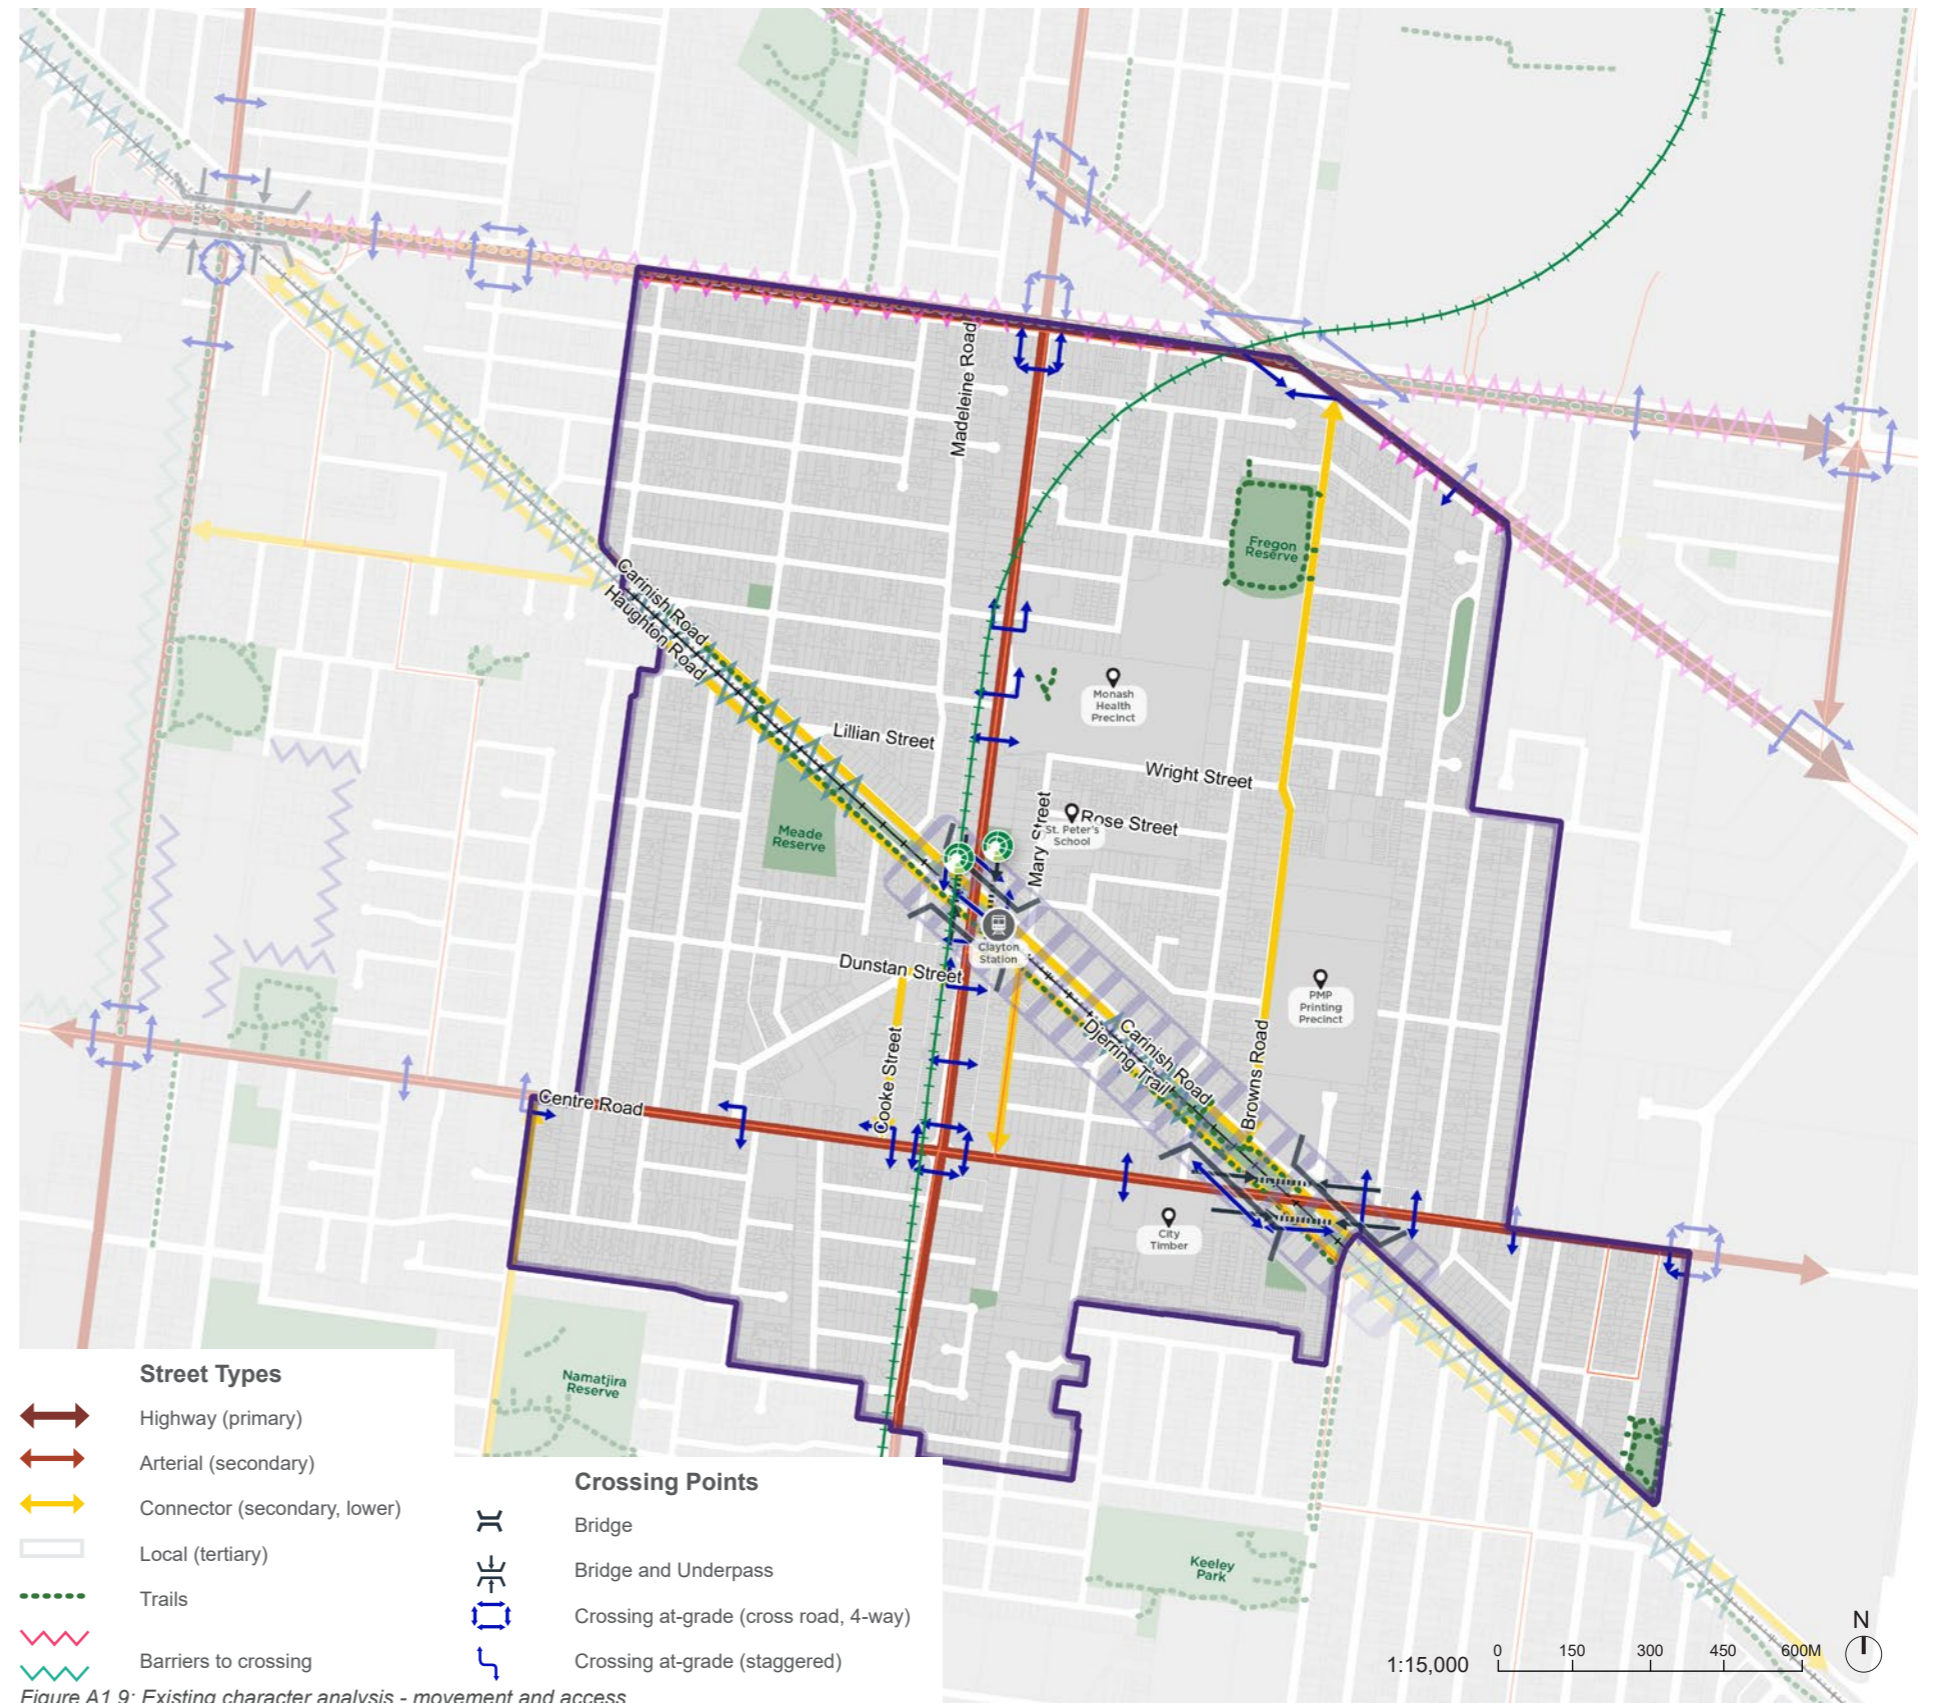 Madeleine Road
Fregon
Reserve
Carinish Road
Haughton Road
Monash
Health
Precinct
Lillian Street
Wright Street
Mary Street
Rose Street
St. Peter's
School
Meade
Reserve
Clayton
Station
Dunstan Street
PMP
Printing
Precinct
Carinish Road
Djerring Trail
Browns Road
Cooke Street
Centre Road
City
Timber
Namatjira
Reserve
Keeley
Park
Street Types
Highway (primary)
Arterial (secondary)
Connector (secondary, lower)
Local (tertiary)
Trails
Barriers to crossing
Crossing Points
Bridge
Bridge and Underpass
Crossing at-grade (cross road, 4-way)
Crossing at-grade (staggered)
N
1:15,000
0 150 300 450 600M
Figure A1.9: Existing character analysis - movement and access